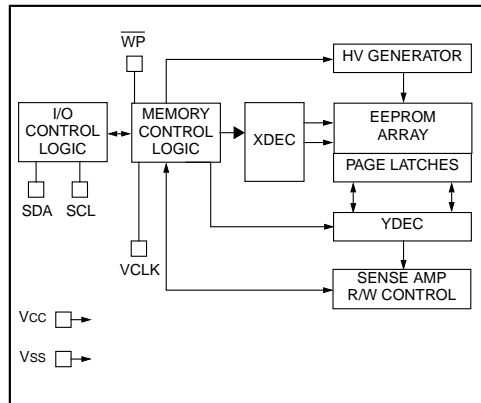 WP
HV GENERATOR
I/O
CONTROL
LOGIC
MEMORY
CONTROL
LOGIC
XDEC
EEPROM
ARRAY
PAGE LATCHES
SDA SCL
VCLK
YDEC
SENSE AMP
R/W CONTROL
VCC
VSS